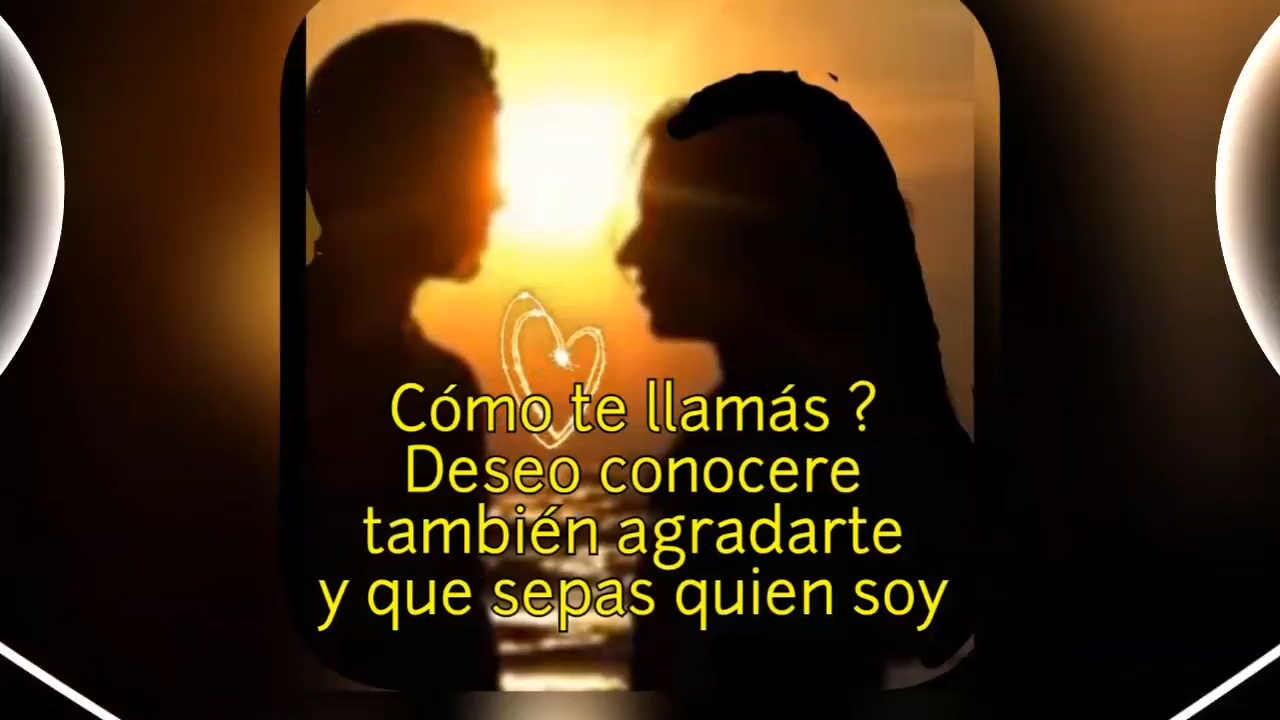 Cómo te llamás ?
Deseo conocere
también agradarte
y que sepas quien soy